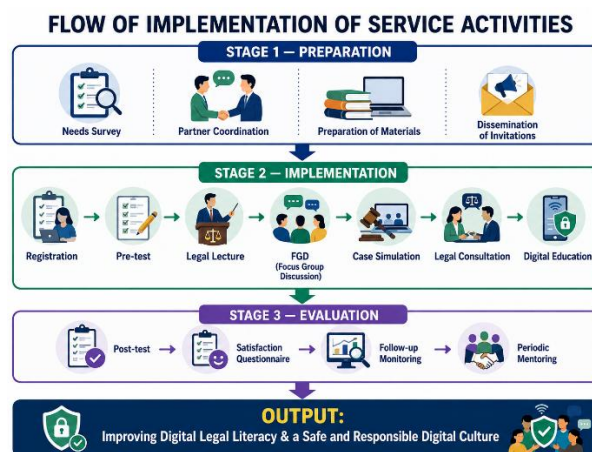 FLOW OF IMPLEMENTATION OF SERVICE ACTIVITIES
STAGE 1 — PREPARATION
Needs Survey
Partner Coordination
Preparation of Materials
Dissemination
of Invitations
STAGE 2 — IMPLEMENTATION
Registration
Pre-test
Legal Lecture
FGD
(Focus Group
Discussion)
Case Simulation
Legal Consultation
Digital Education
STAGE 3 — EVALUATION
Post-test
Satisfaction
Questionnaire
Follow-up
Monitoring
Periodic
Mentoring
OUTPUT:
Improving Digital Legal Literacy & a Safe and Responsible Digital Culture